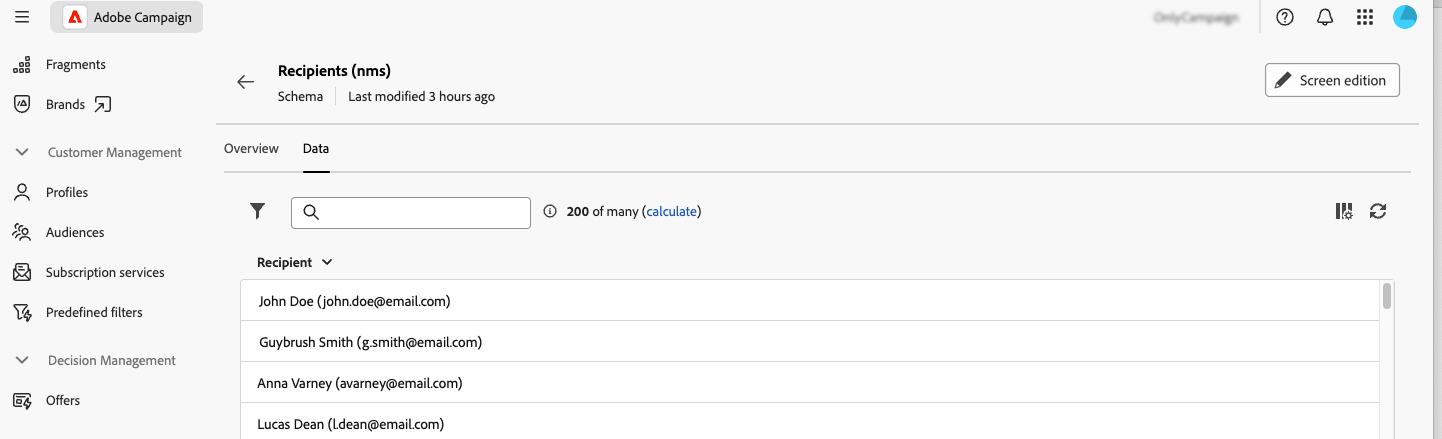 Adobe Campaign
OnlyCampaign
Fragments
Brands
Customer Management
Profiles
Audiences
Subscription services
Predefined filters
Decision Management
Offers
Recipients (nms)
Schema Last modified 3 hours ago
Screen edition
Overview Data
200 of many (calculate)
Recipient
John Doe (john.doe@email.com)
Guybrush Smith (g.smith@email.com)
Anna Varney (avarney@email.com)
Lucas Dean (l.dean@email.com)